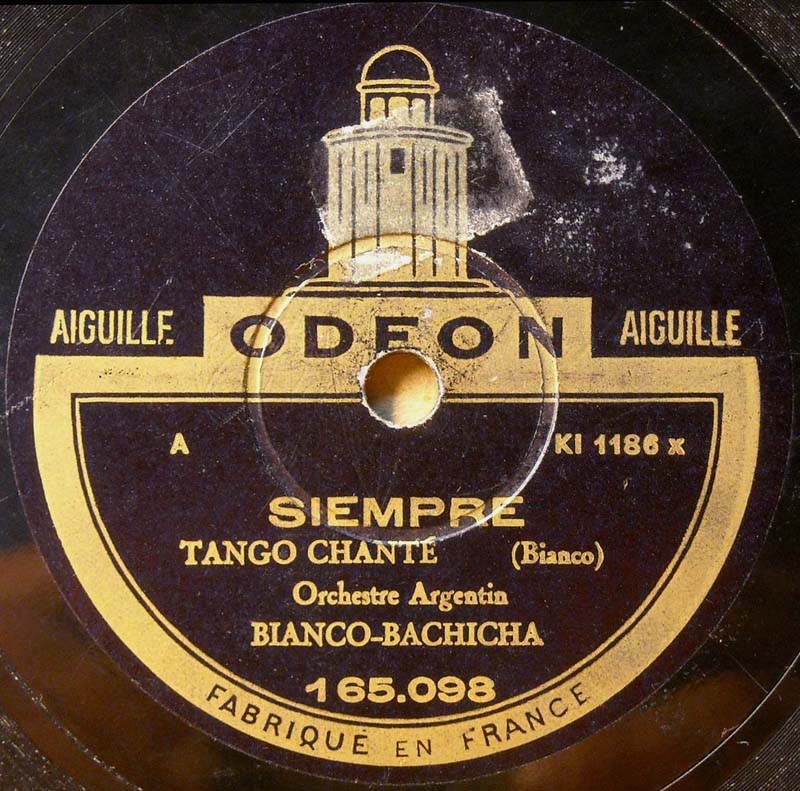 AIGUILLE ODEON AIGUILLE
A KI 1186 x
SIEMPRE
TANGO CHANTÉ (Bianco)
Orchestre Argentin
BIANCO-BACHICHA
165.098
FABRIQUÉ EN FRANCE